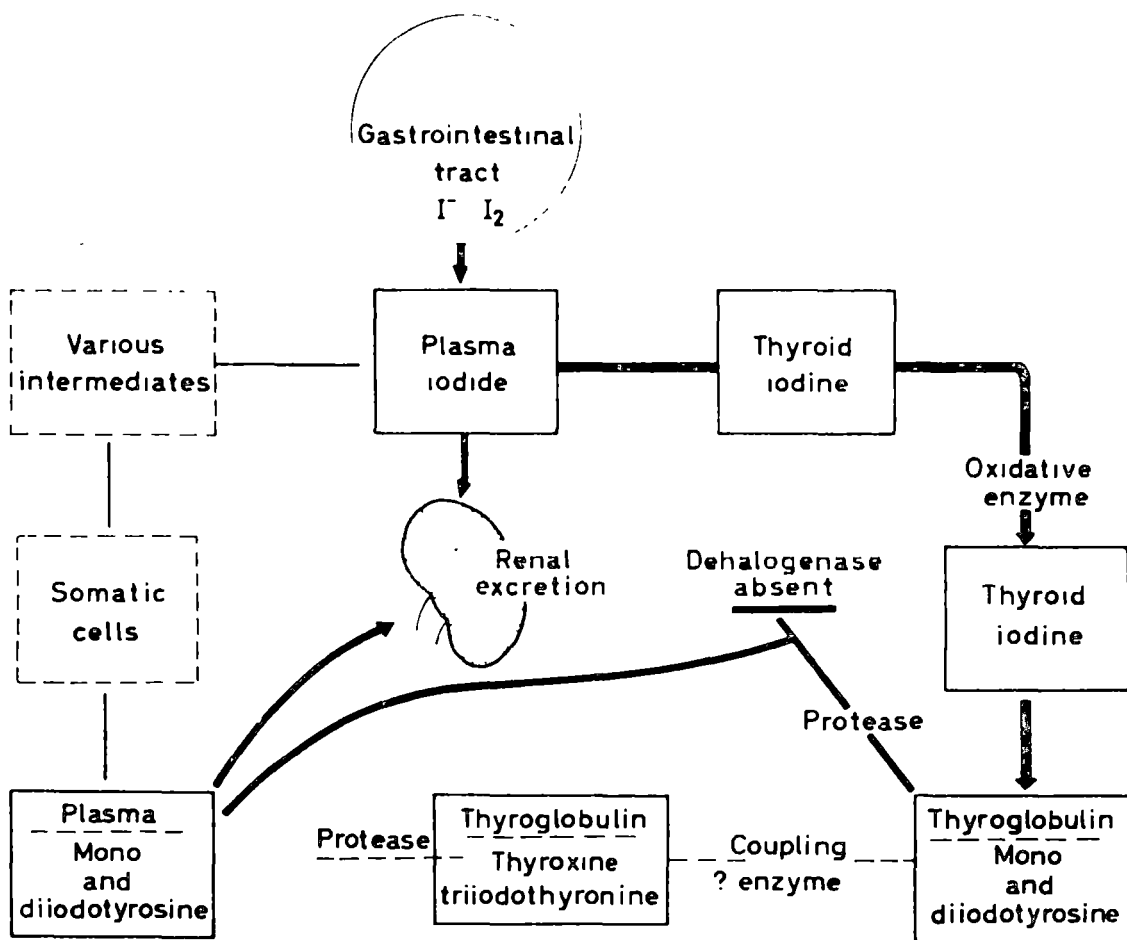 Gastrointestinal
tract
I⁻ I₂
Various
intermediates
Plasma
iodide
Thyroid
iodine
Oxidative
enzyme
Somatic
cells
Renal
excretion
Dehalogenase
absent
Thyroid
iodine
Protease
Plasma
Mono
and
diiodotyrosine
Protease
Thyroglobulin
Thyroxine
triiodothyronine
Coupling
? enzyme
Thyroglobulin
Mono
and
diiodotyrosine